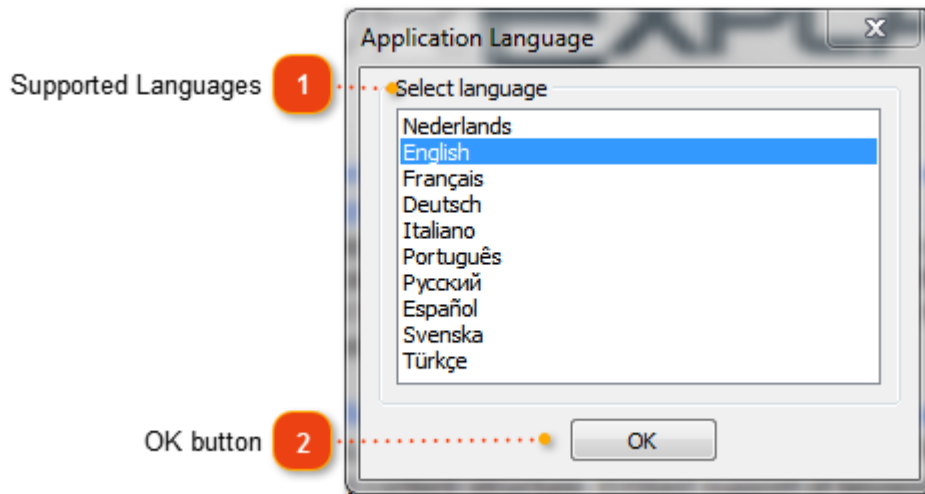 Application Language
Supported Languages 1
Select language
Nederlands
English
Français
Deutsch
Italiano
Português
Русский
Español
Svenska
Türkçe
OK button 2
OK